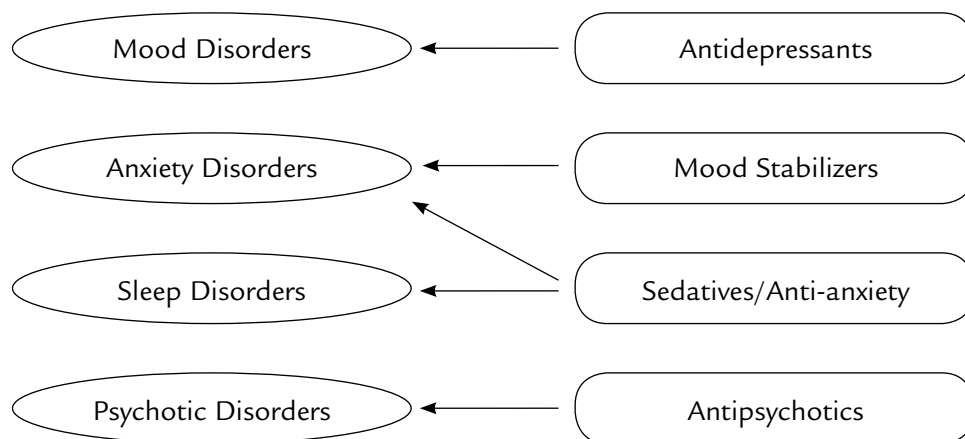 Mood Disorders
Antidepressants
Anxiety Disorders
Mood Stabilizers
Sleep Disorders
Sedatives/Anti-anxiety
Psychotic Disorders
Antipsychotics